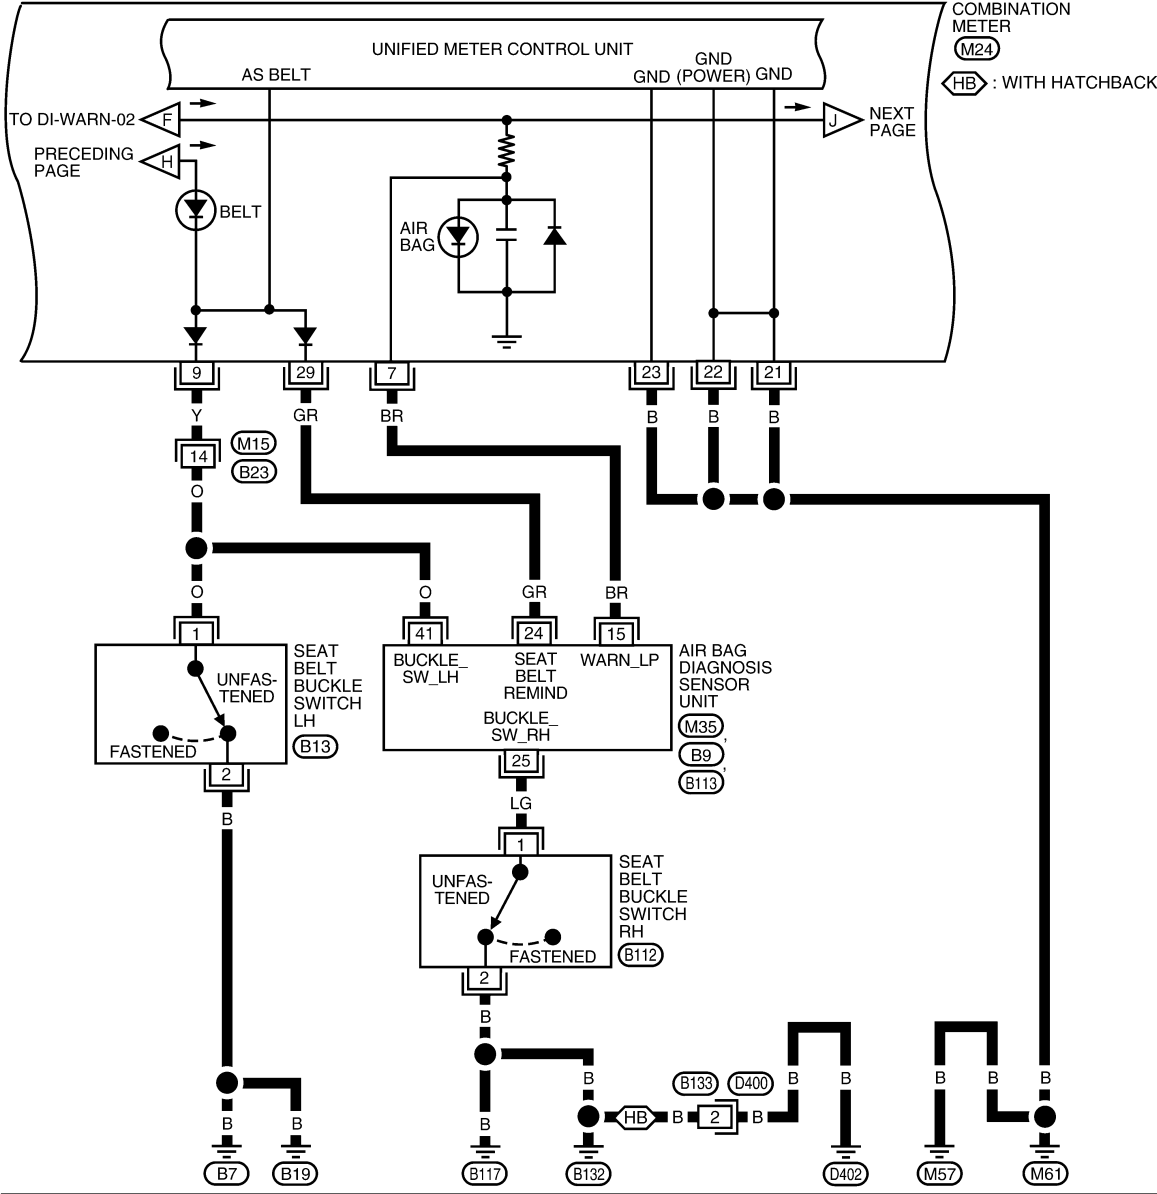 COMBINATION
METER
M24
HB : WITH HATCHBACK
UNIFIED METER CONTROL UNIT
AS BELT
GND
GND
(POWER)
GND
TO DI-WARN-02
F
PRECEDING
PAGE
H
J
NEXT
PAGE
BELT
AIR
BAG
9
29
7
23
22
21
Y
GR
BR
B
B
B
14
M15
B23
O
O
O
GR
BR
1
41
24
15
UNFAS-
TENED
FASTENED
SEAT
BELT
BUCKLE
SWITCH
LH
B13
2
BUCKLE_
SW_LH
SEAT
BELT
REMIND
WARN_LP
BUCKLE_
SW_RH
AIR BAG
DIAGNOSIS
SENSOR
UNIT
M35 ,
B9 ,
B113
25
B
LG
1
UNFAS-
TENED
FASTENED
SEAT
BELT
BUCKLE
SWITCH
RH
B112
2
B
B
B133
D400
B
B
B
B
B
HB
B
2
B
B
B
B
B7
B19
B117
B132
D402
M57
M61